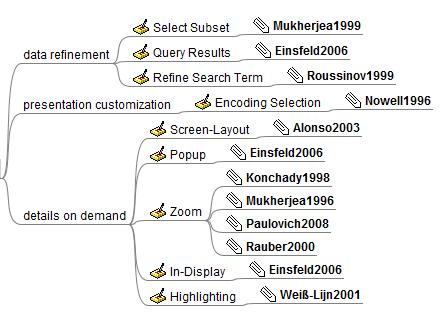 Select Subset Mukherjea1999
data refinement Query Results Einsfeld2006
Refine Search Term Roussinov1999
presentation customization Encoding Selection Nowell1996
Screen-Layout Alonso2003
Popup Einsfeld2006
Konchady1998
details on demand Zoom Mukherjea1996
Paulovich2008
Rauber2000
In-Display Einsfeld2006
Highlighting Weiß-Lijn2001